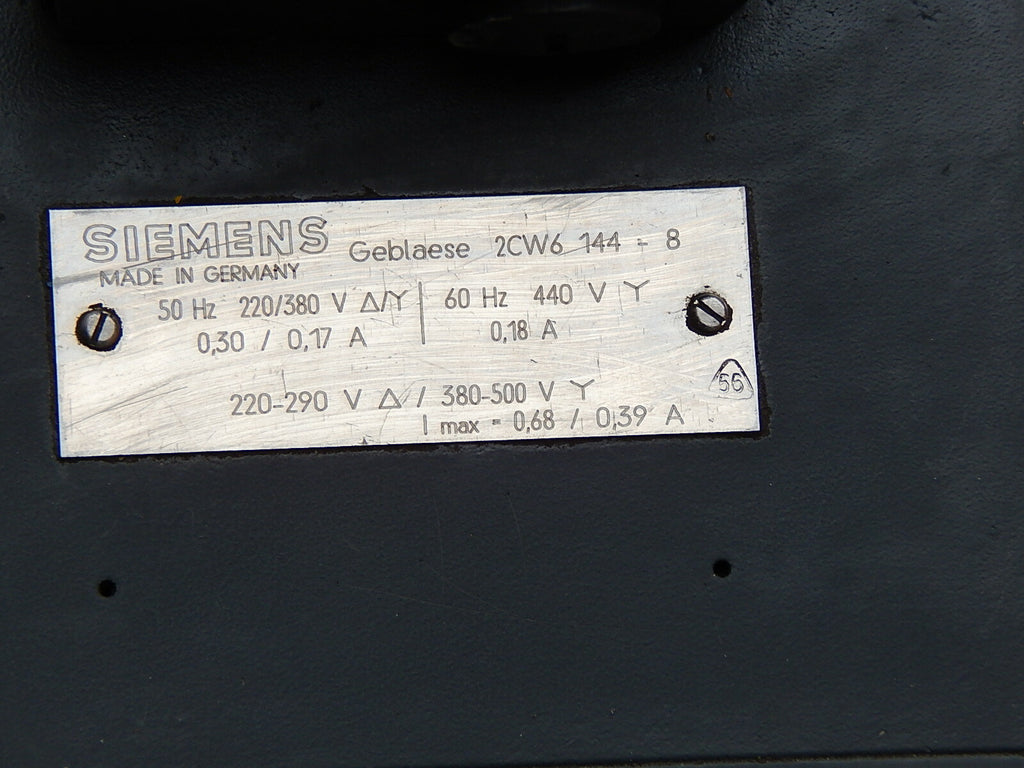 SIEMENS Geblaese 2CW6 144 - 8
MADE IN GERMANY
50 Hz 220/380 V Δ/Y | 60 Hz 440 V Y
0,30 / 0,17 A | 0,18 A
56
220-290 V Δ / 380-500 V Y
I max = 0,68 / 0,39 A